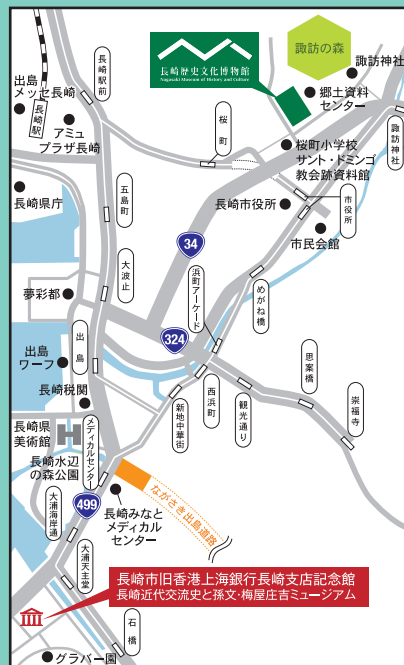 長崎歴史文化博物館
Nagasaki Museum of History and Culture
諏訪の森
諏訪神社
郷土資料
センター
長崎駅前
出島
メッセ長崎
長崎駅
アミュ
プラザ長崎
桜町
桜町小学校
サント・ドミンゴ
教会跡資料館
諏訪神社
長崎県庁
五島町
長崎市役所
市役所
市民会館
34
大波止
浜町アーケード
めがね橋
夢彩都
324
出島
出島
ワーフ
思案橋
長崎税関
西浜町
観光通り
崇福寺
新地中華街
長崎県
美術館
メディカルセンター
長崎水辺
の森公園
499
大浦海岸通
長崎みなと
メディカル
センター
ながさき出島道路
大浦天主堂
長崎市旧香港上海銀行長崎支店記念館
長崎近代交流史と孫文・梅屋庄吉ミュージアム
石橋
グラバー園